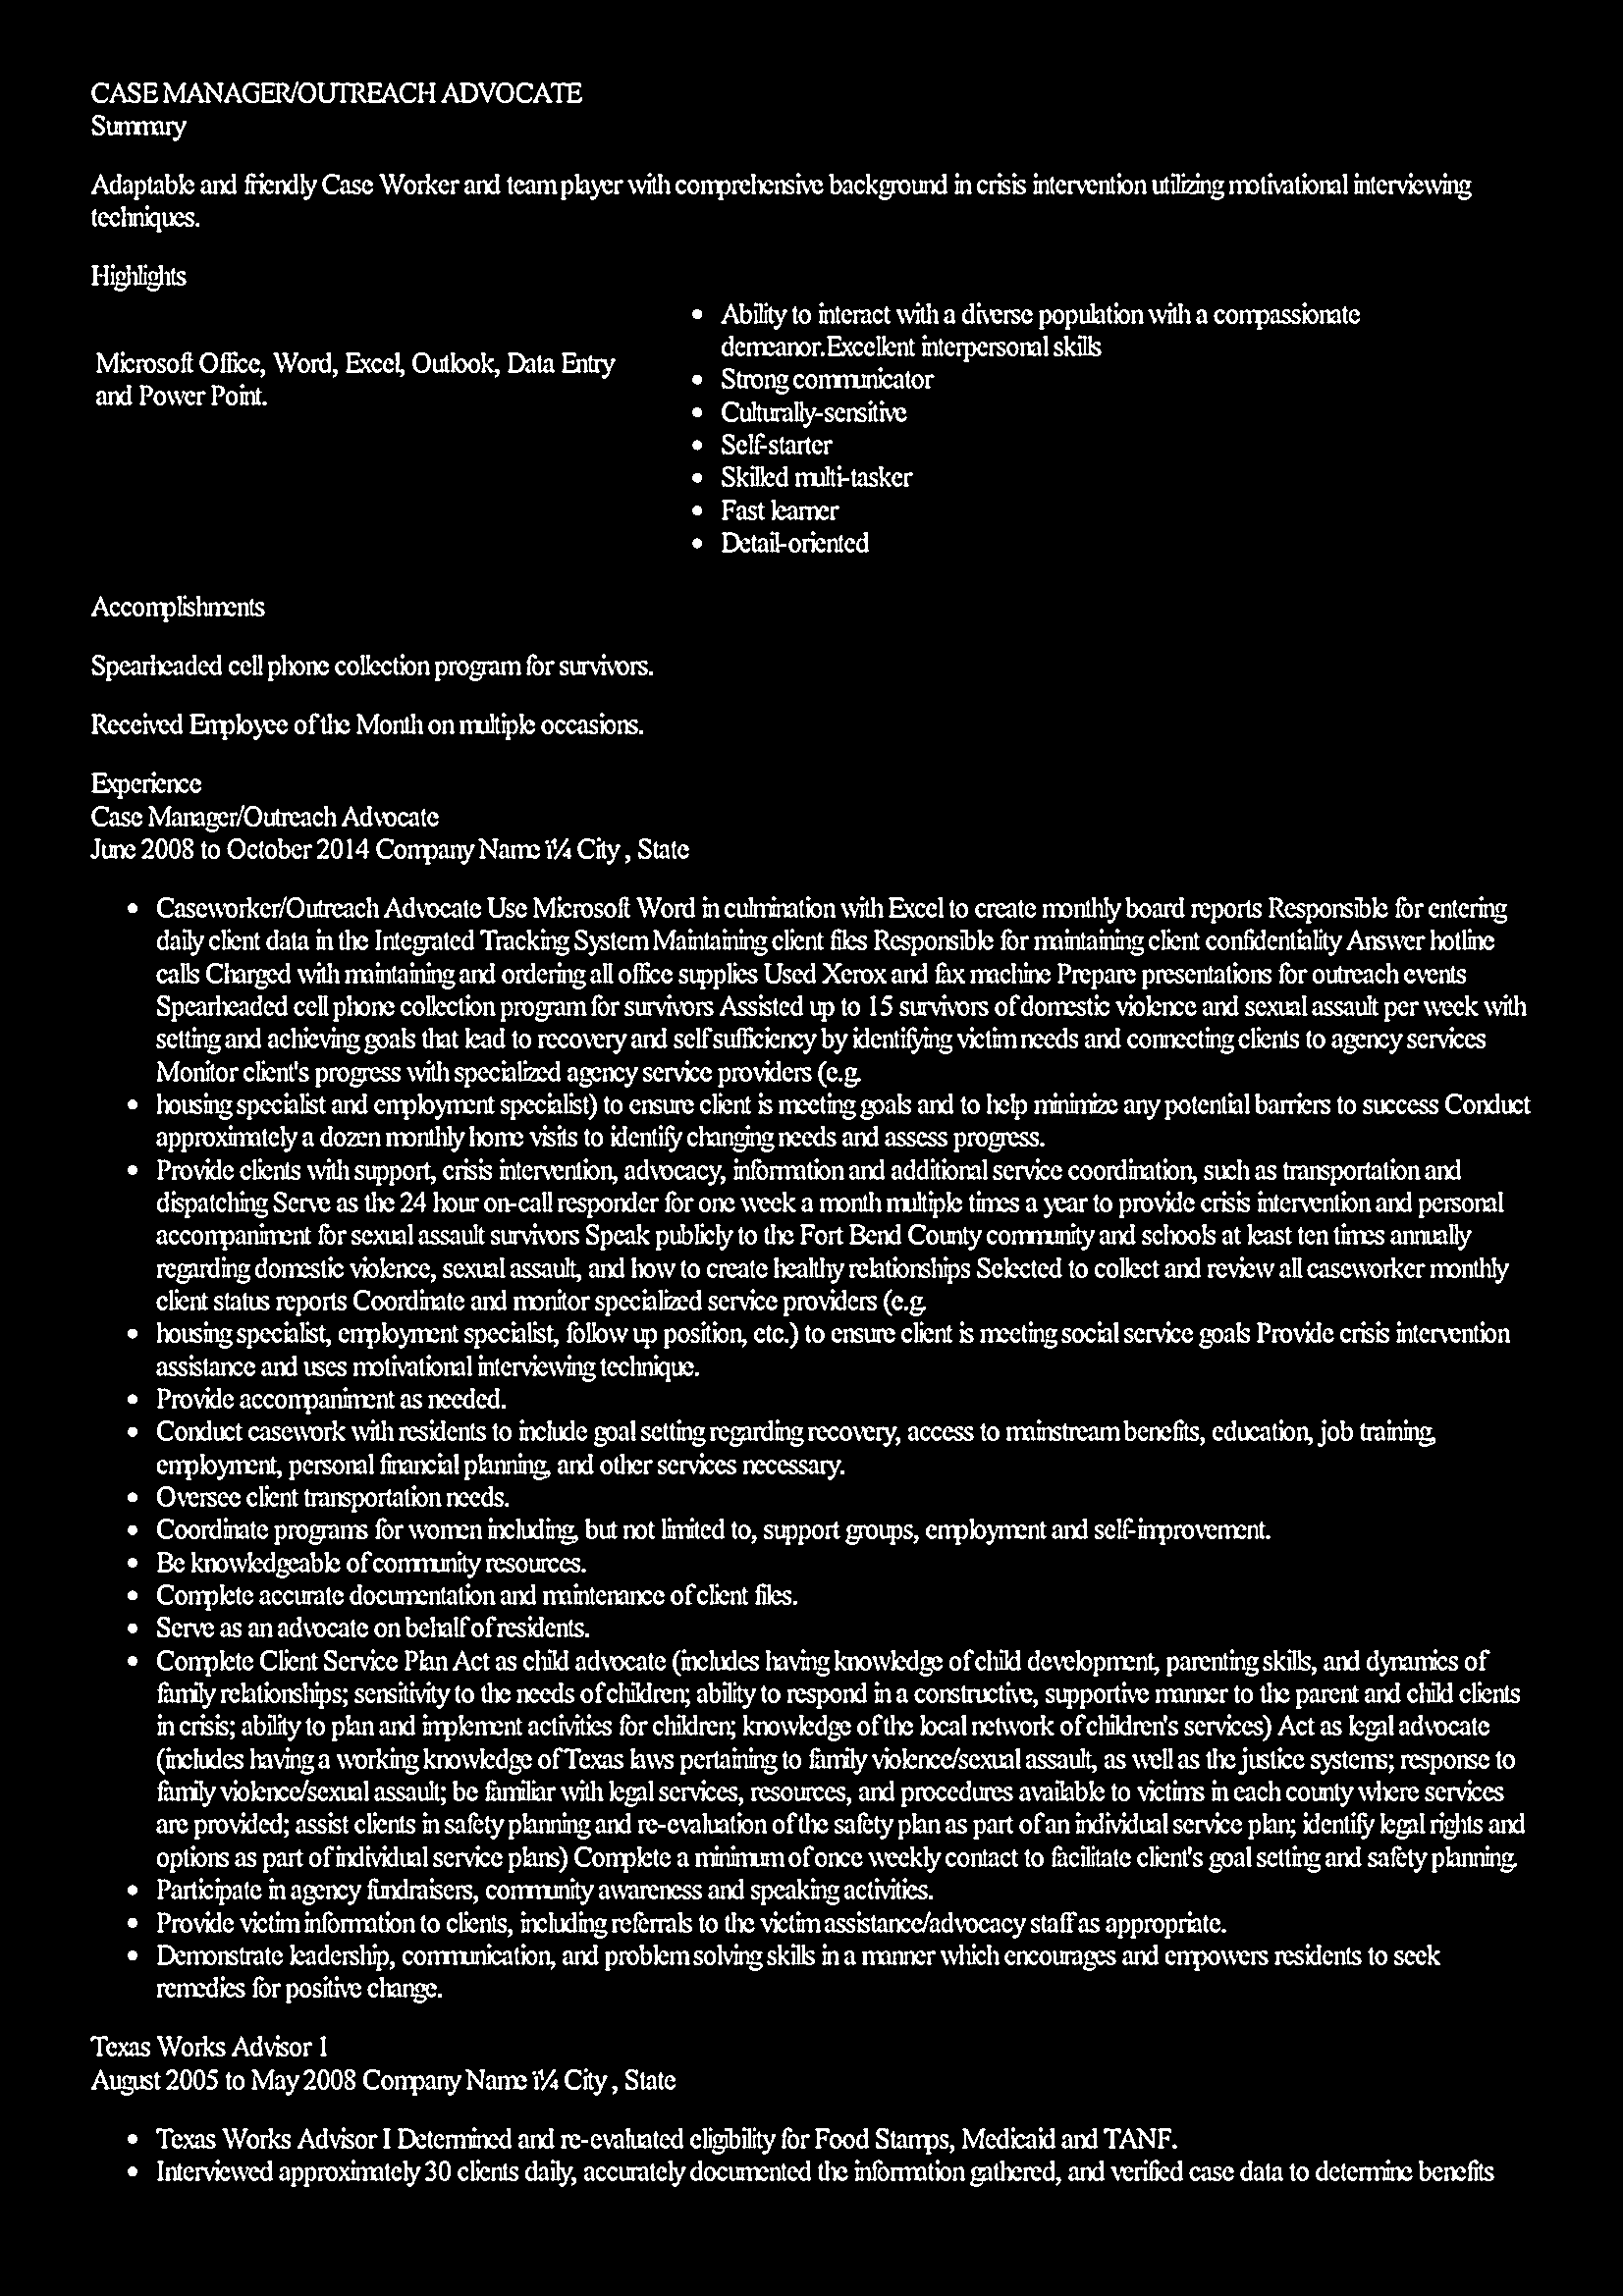 CASE MANAGER/OUTREACH ADVOCATE
Summary
Adaptable and friendly Case Worker and team player with comprehensive background in crisis intervention utilizing motivational interviewing
techniques.
Highlights
Microsoft Office, Word, Excel, Outlook, Data Entry
and Power Point.
• Ability to interact with a diverse population with a compassionate
demeanor.Excellent interpersonal skills
• Strong communicator
• Culturally-sensitive
• Self-starter
• Skilled multi-tasker
• Fast learner
• Detail-oriented
Accomplishments
Spearheaded cell phone collection program for survivors.
Received Employee of the Month on multiple occasions.
Experience
Case Manager/Outreach Advocate
June 2008 to October 2014 Company Name ï¼ City , State
• Caseworker/Outreach Advocate Use Microsoft Word in culmination with Excel to create monthly board reports Responsible for entering
daily client data in the Integrated Tracking System Maintaining client files Responsible for maintaining client confidentiality Answer hotline
calls Charged with maintaining and ordering all office supplies Used Xerox and fax machine Prepare presentations for outreach events
Spearheaded cell phone collection program for survivors Assisted up to 15 survivors of domestic violence and sexual assault per week with
setting and achieving goals that lead to recovery and self sufficiency by identifying victim needs and connecting clients to agency services
Monitor client's progress with specialized agency service providers (e.g.
• housing specialist and employment specialist) to ensure client is meeting goals and to help minimize any potential barriers to success Conduct
approximately a dozen monthly home visits to identify changing needs and assess progress.
• Provide clients with support, crisis intervention, advocacy, information and additional service coordination, such as transportation and
dispatching Serve as the 24 hour on-call responder for one week a month multiple times a year to provide crisis intervention and personal
accompaniment for sexual assault survivors Speak publicly to the Fort Bend County community and schools at least ten times annually
regarding domestic violence, sexual assault, and how to create healthy relationships Selected to collect and review all caseworker monthly
client status reports Coordinate and monitor specialized service providers (e.g.
• housing specialist, employment specialist, follow up position, etc.) to ensure client is meeting social service goals Provide crisis intervention
assistance and uses motivational interviewing technique.
• Provide accompaniment as needed.
• Conduct casework with residents to include goal setting regarding recovery, access to mainstream benefits, education, job training,
employment, personal financial planning, and other services necessary.
• Oversee client transportation needs.
• Coordinate programs for women including, but not limited to, support groups, employment and self-improvement.
• Be knowledgeable of community resources.
• Complete accurate documentation and maintenance of client files.
• Serve as an advocate on behalf of residents.
• Complete Client Service Plan Act as child advocate (includes having knowledge of child development, parenting skills, and dynamics of
family relationships; sensitivity to the needs of children; ability to respond in a constructive, supportive manner to the parent and child clients
in crisis; ability to plan and implement activities for children; knowledge of the local network of children's services) Act as legal advocate
(includes having a working knowledge of Texas laws pertaining to family violence/sexual assault, as well as the justice systems; response to
family violence/sexual assault; be familiar with legal services, resources, and procedures available to victims in each county where services
are provided; assist clients in safety planning and re-evaluation of the safety plan as part of an individual service plan; identify legal rights and
options as part of individual service plans) Complete a minimum of once weekly contact to facilitate client's goal setting and safety planning.
• Participate in agency fundraisers, community awareness and speaking activities.
• Provide victim information to clients, including referrals to the victim assistance/advocacy staff as appropriate.
• Demonstrate leadership, communication, and problem solving skills in a manner which encourages and empowers residents to seek
remedies for positive change.
Texas Works Advisor 1
August 2005 to May 2008 Company Name ï¼ City , State
• Texas Works Advisor I Determined and re-evaluated eligibility for Food Stamps, Medicaid and TANF.
• Interviewed approximately 30 clients daily, accurately documented the information gathered, and verified case data to determine benefits